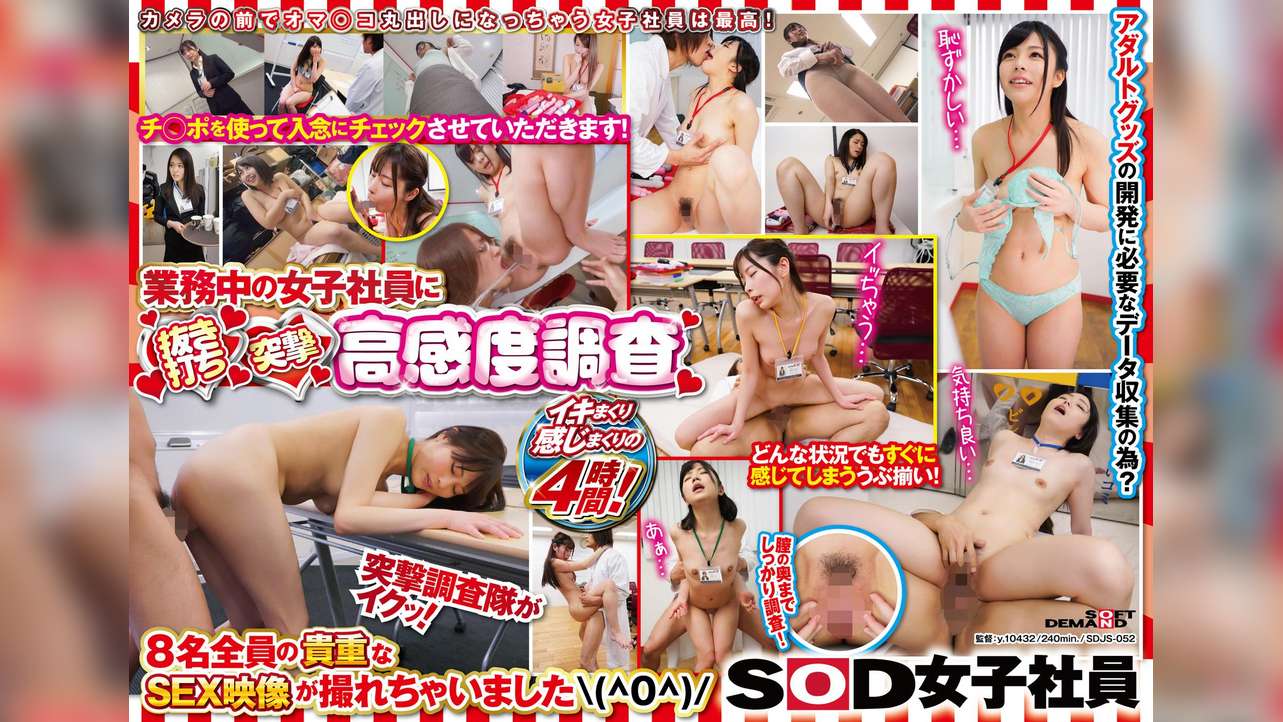 カメラの前でオマ◯コ丸出しになっちゃう女子社員は最高!
チ◯ポを使って入念にチェックさせていただきます!
業務中の女子社員に
抜き打ち
突撃
高感度調査
イキまくり
感じまくりの
4時間!
突撃調査隊が
イクッ!
8名全員の貴重な
SEX映像が撮れちゃいました\(^O^)/
恥ずかしい…
アダルトグッズの開発に必要なデータ収集の為?
イッちゃう…
どんな状況でもすぐに
感じてしまううぶ揃い!
気持ち良い…
あぁ…
膣の奥まで
しっかり調査!
SOFT
ON
DEMAND
監督:y.10432/240min./SDJS-052
SOD女子社員